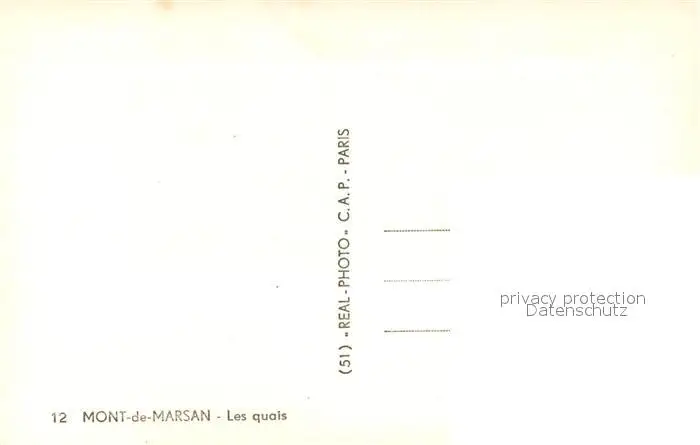 (51) «REAL-PHOTO» C.A.P. - PARIS
privacy protection
Datenschutz
12 MONT-de-MARSAN - Les quais